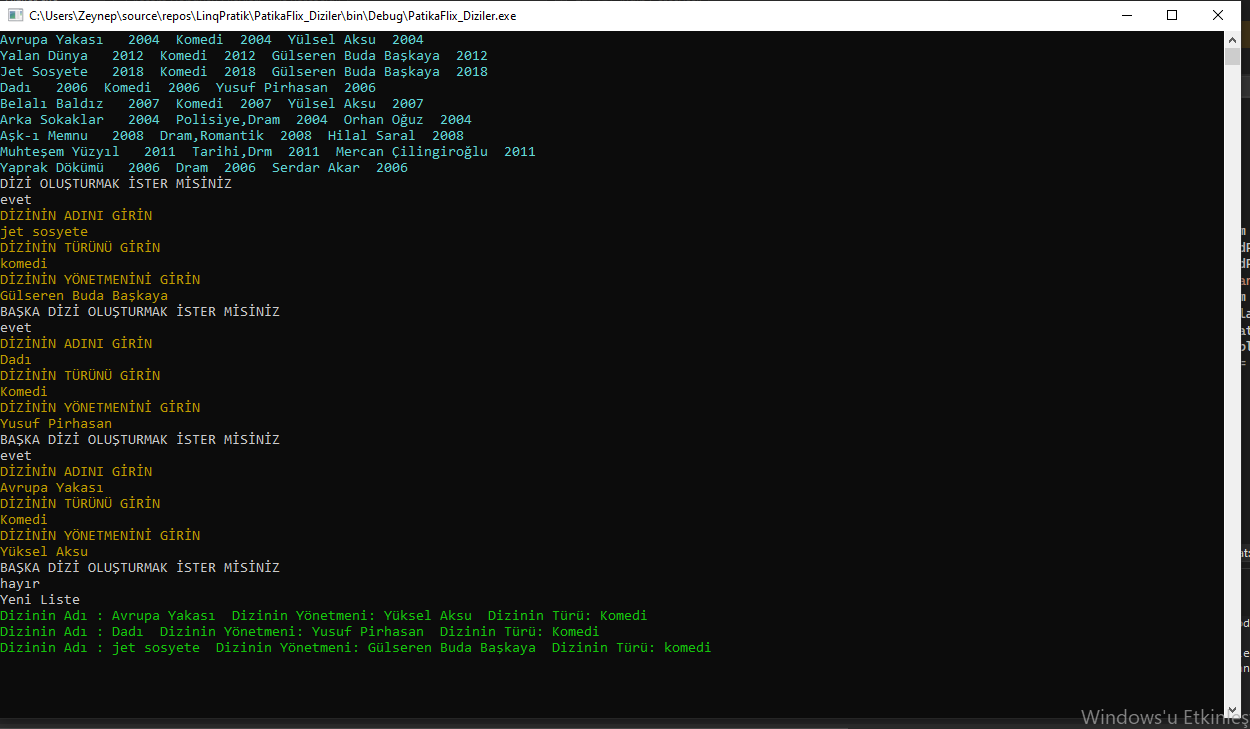 C:\Users\Zeynep\source\repos\LinqPratik\PatikaFlix_Diziler\bin\Debug\PatikaFlix_Diziler.exe
Avrupa Yakası 2004 Komedi 2004 Yülsel Aksu 2004
Yalan Dünya 2012 Komedi 2012 Gülseren Buda Başkaya 2012
Jet Sosyete 2018 Komedi 2018 Gülseren Buda Başkaya 2018
Dadı 2006 Komedi 2006 Yusuf Pirhasan 2006
Belalı Baldız 2007 Komedi 2007 Yülsel Aksu 2007
Arka Sokaklar 2004 Polisiye,Dram 2004 Orhan Oğuz 2004
Aşk-ı Memnu 2008 Dram,Romantik 2008 Hilal Saral 2008
Muhteşem Yüzyıl 2011 Tarihi,Drm 2011 Mercan Çilingiroğlu 2011
Yaprak Dökümü 2006 Dram 2006 Serdar Akar 2006
DİZİ OLUŞTURMAK İSTER MİSİNİZ
evet
DİZİNİN ADINI GİRİN
jet sosyete
DİZİNİN TÜRÜNÜ GİRİN
komedi
DİZİNİN YÖNETMENİNİ GİRİN
Gülseren Buda Başkaya
BAŞKA DİZİ OLUŞTURMAK İSTER MİSİNİZ
evet
DİZİNİN ADINI GİRİN
Dadı
DİZİNİN TÜRÜNÜ GİRİN
Komedi
DİZİNİN YÖNETMENİNİ GİRİN
Yusuf Pirhasan
BAŞKA DİZİ OLUŞTURMAK İSTER MİSİNİZ
evet
DİZİNİN ADINI GİRİN
Avrupa Yakası
DİZİNİN TÜRÜNÜ GİRİN
Komedi
DİZİNİN YÖNETMENİNİ GİRİN
Yüksel Aksu
BAŞKA DİZİ OLUŞTURMAK İSTER MİSİNİZ
hayır
Yeni Liste
Dizinin Adı : Avrupa Yakası Dizinin Yönetmeni: Yüksel Aksu Dizinin Türü: Komedi
Dizinin Adı : Dadı Dizinin Yönetmeni: Yusuf Pirhasan Dizinin Türü: Komedi
Dizinin Adı : jet sosyete Dizinin Yönetmeni: Gülseren Buda Başkaya Dizinin Türü: komedi
Windows'u Etkinleş